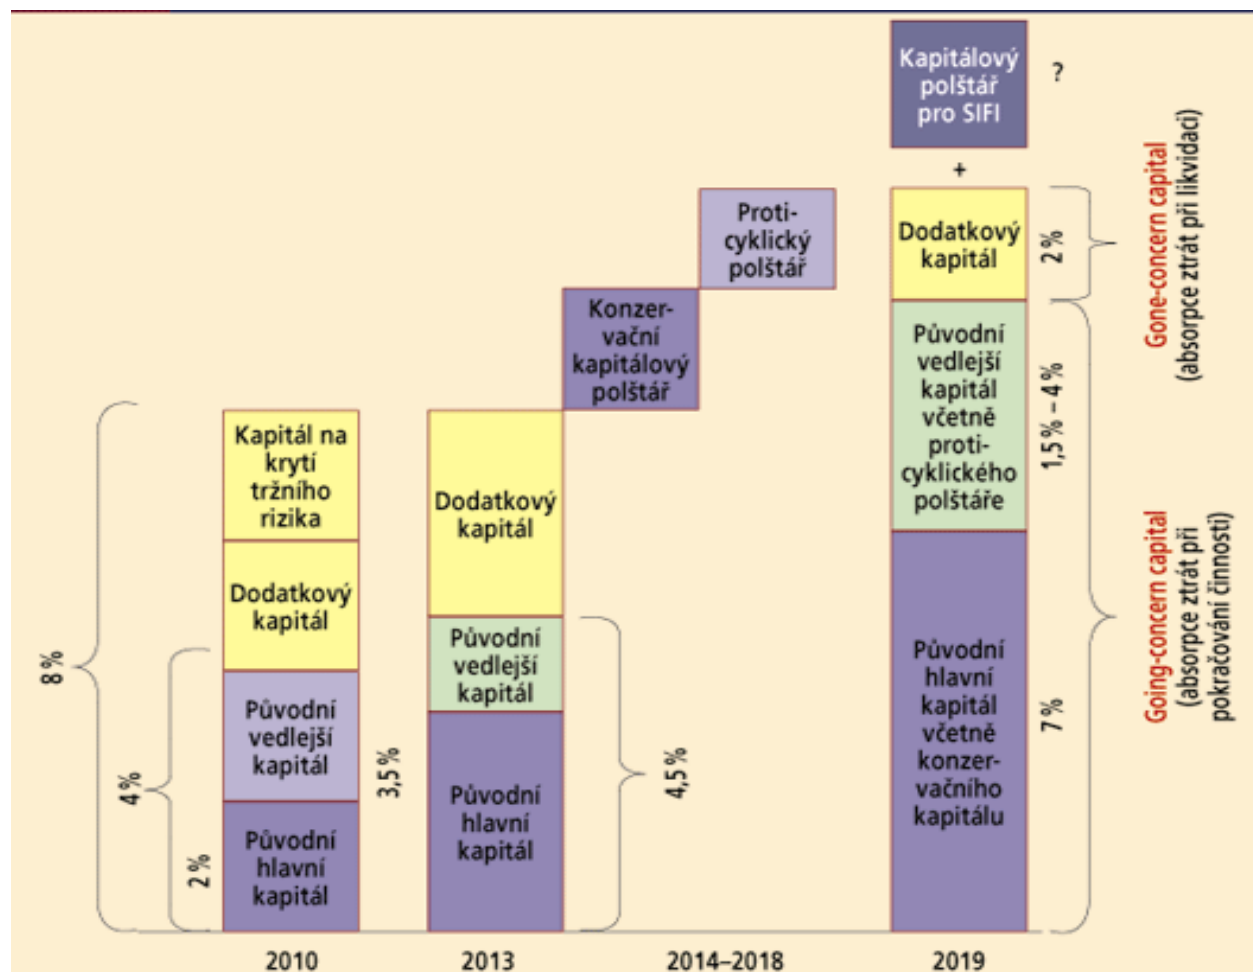 Kapitálový
polštář
pro SIFI
?
+
Proti-
cyklický
polštář
Dodatkový
kapitál
2 %
Gone-concern capital
(absorpce ztrát při likvidaci)
Konzer-
vační
kapitálový
polštář
Původní
vedlejší
kapitál
včetně
proti-
cyklického
polštáře
1,5 % – 4 %
Kapitál na
krytí
tržního
rizika
Dodatkový
kapitál
Dodatkový
kapitál
8 %
Původní
vedlejší
kapitál
4 %
Původní
hlavní
kapitál
2 %
Původní
vedlejší
kapitál
3,5 %
Původní
hlavní
kapitál
4,5 %
Původní
hlavní
kapitál
včetně
konzer-
vačního
kapitálu
7 %
Going-concern capital
(absorpce ztrát při
pokračování činnosti)
2010
2013
2014–2018
2019